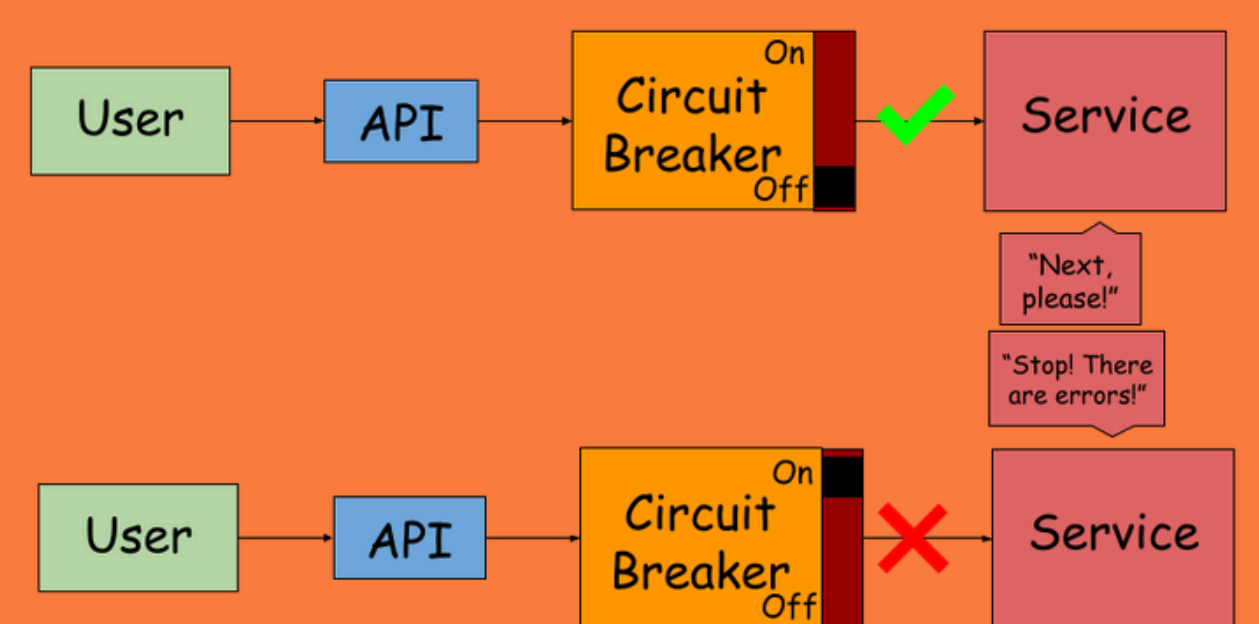 User
API
On
Circuit
Breaker
Off
Service
“Next,
please!”
“Stop! There
are errors!”
User
API
On
Circuit
Breaker
Off
Service